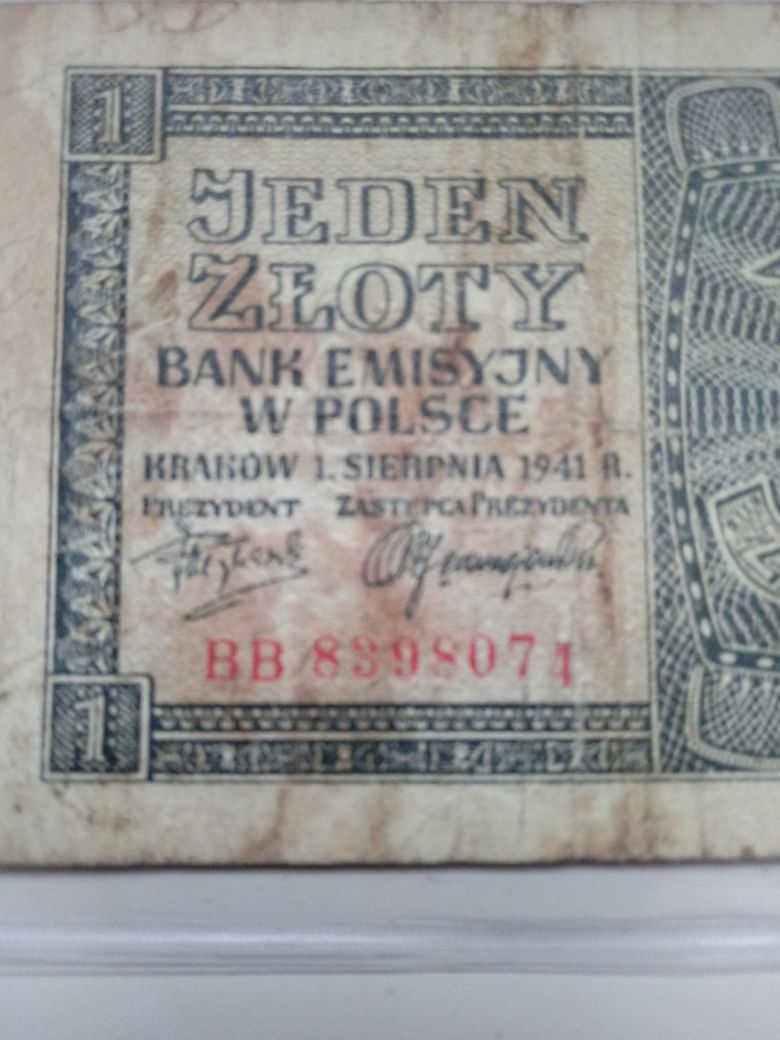 1
JEDEN
ZŁOTY
BANK EMISYJNY
W POLSCE
KRAKÓW 1. SIERPNIA 1941 R.
PREZYDENT ZASTĘPCA PREZYDENTA
BB 8398074
1